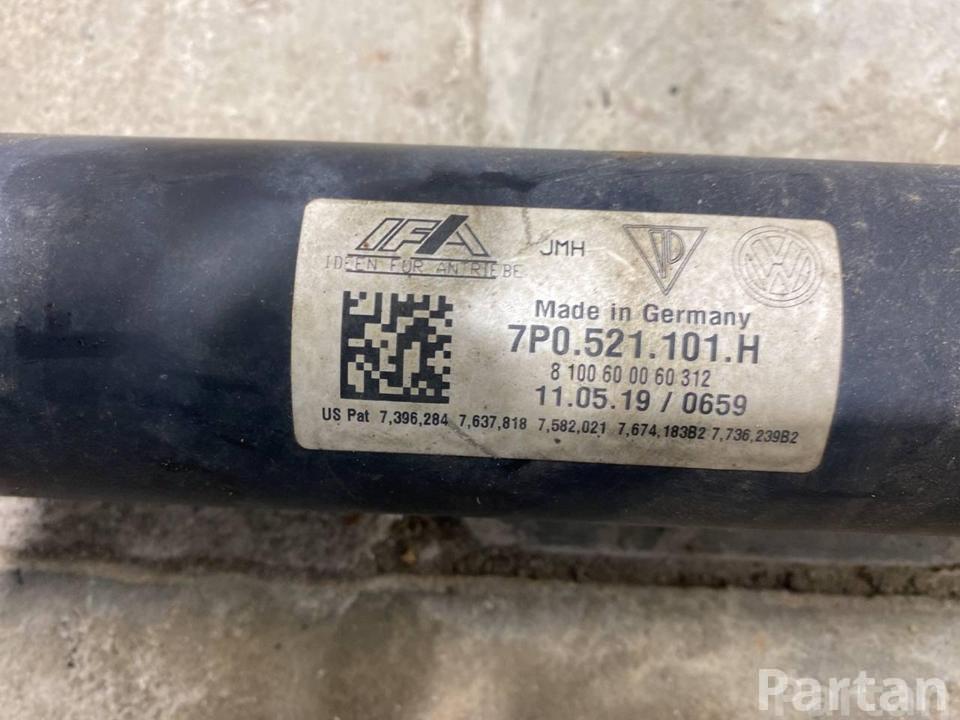 IFA
IDEEN FÜR ANTRIEBE
JMH
VW
Made in Germany
7P0.521.101.H
8 100 60 00 60 312
11.05.19 / 0659
US Pat 7,396,284 7,637,818 7,582,021 7,674,183B2 7,736,239B2
Partan